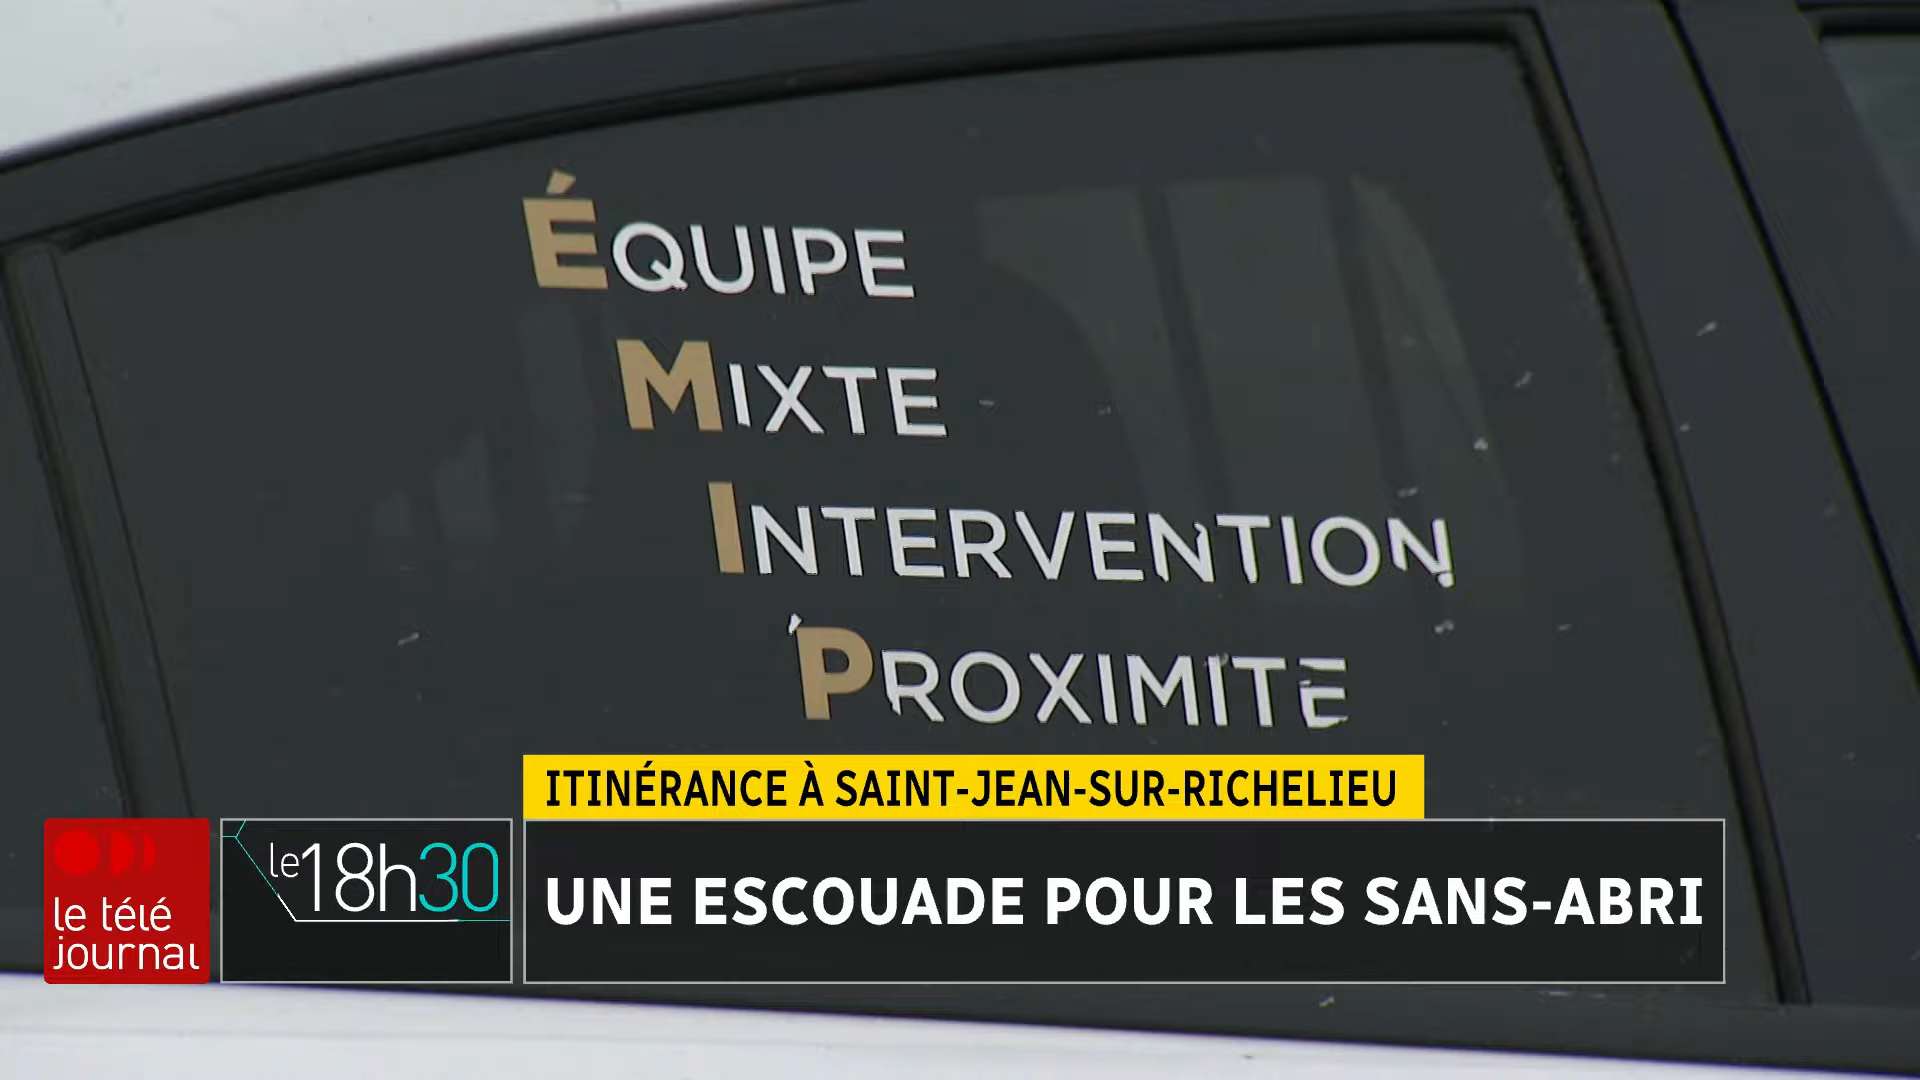 ÉQUIPE
MIXTE
INTERVENTION
PROXIMITE
ITINÉRANCE À SAINT-JEAN-SUR-RICHELIEU
le télé
journal
le 18h30
UNE ESCOUADE POUR LES SANS-ABRI